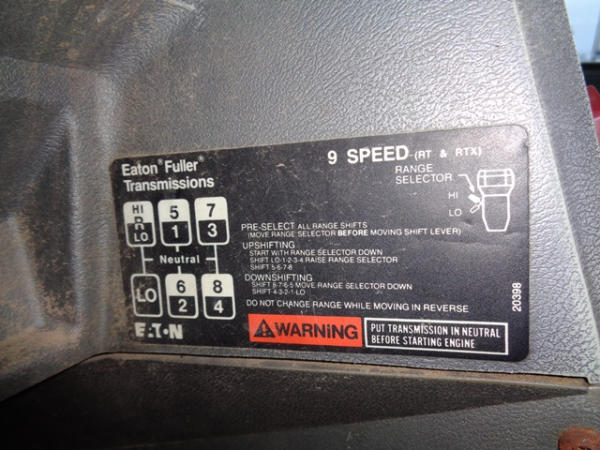 Eaton® Fuller®
Transmissions
9 SPEED (RT & RTX)
RANGE
SELECTOR
HI
LO
HI 5 7
R 1 3
LO
Neutral
LO 6 8
2 4
EATON
PRE-SELECT ALL RANGE SHIFTS
(MOVE RANGE SELECTOR BEFORE MOVING SHIFT LEVER)
UPSHIFTING
START WITH RANGE SELECTOR DOWN
SHIFT LO-1-2-3-4 RAISE RANGE SELECTOR
SHIFT 5-6-7-8
DOWNSHIFTING
SHIFT 8-7-6-5 MOVE RANGE SELECTOR DOWN
SHIFT 4-3-2-1-LO
DO NOT CHANGE RANGE WHILE MOVING IN REVERSE
WARNING
PUT TRANSMISSION IN NEUTRAL
BEFORE STARTING ENGINE
20398